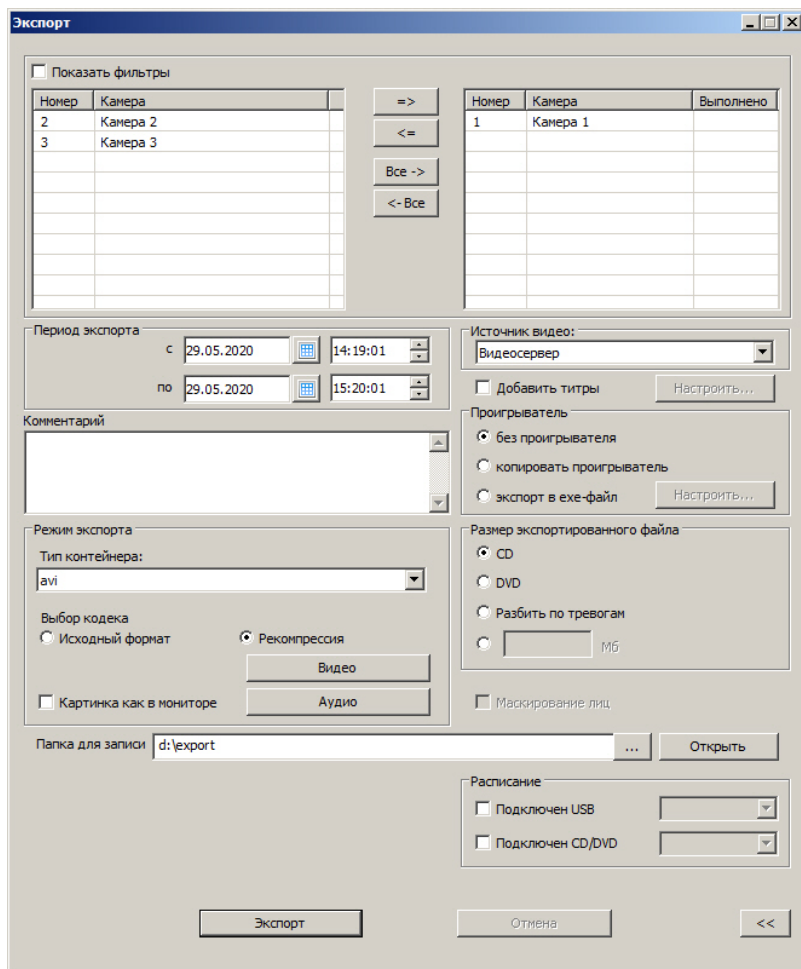 Экспорт
Показать фильтры
Номер Камера
2 Камера 2
3 Камера 3
=>
<=
Все ->
<- Все
Номер Камера Выполнено
1 Камера 1
Период экспорта
с 29.05.2020 14:19:01
по 29.05.2020 15:20:01
Источник видео:
Видеосервер
Добавить титры Настроить...
Комментарий
Проигрыватель
без проигрывателя
копировать проигрыватель
экспорт в exe-файл Настроить...
Режим экспорта
Тип контейнера:
avi
Выбор кодека
Исходный формат Рекомпрессия
Видео
Картинка как в мониторе Аудио
Размер экспортированного файла
CD
DVD
Разбить по тревогам
Мб
Маскирование лиц
Папка для записи d:\export ... Открыть
Расписание
Подключен USB
Подключен CD/DVD
Экспорт Отмена <<